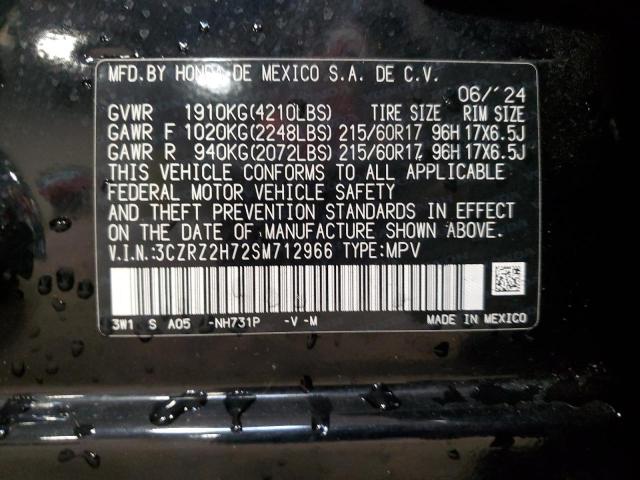 MFD.BY HONDA DE MEXICO S.A. DE C.V.
06/'24
GVWR 1910KG(4210LBS) TIRE SIZE RIM SIZE
GAWR F 1020KG(2248LBS) 215/60R17 96H 17X6.5J
GAWR R 940KG(2072LBS) 215/60R17 96H 17X6.5J
THIS VEHICLE CONFORMS TO ALL APPLICABLE
FEDERAL MOTOR VEHICLE SAFETY
AND THEFT PREVENTION STANDARDS IN EFFECT
ON THE DATE OF MANUFACTURE SHOWN ABOVE.
V.I.N.:3CZRZ2H72SM712966 TYPE:MPV
3W1 S A05 -NH731P -V -M MADE IN MEXICO